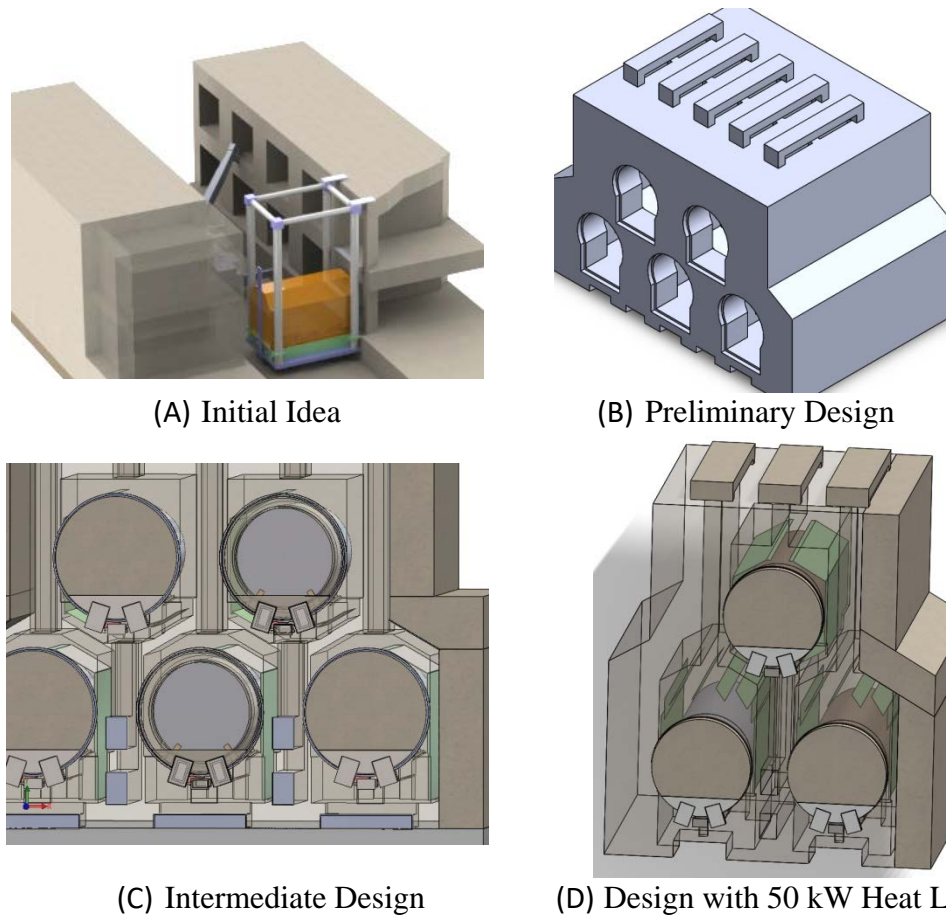 (A) Initial Idea
(B) Preliminary Design
(C) Intermediate Design
(D) Design with 50 kW Heat L